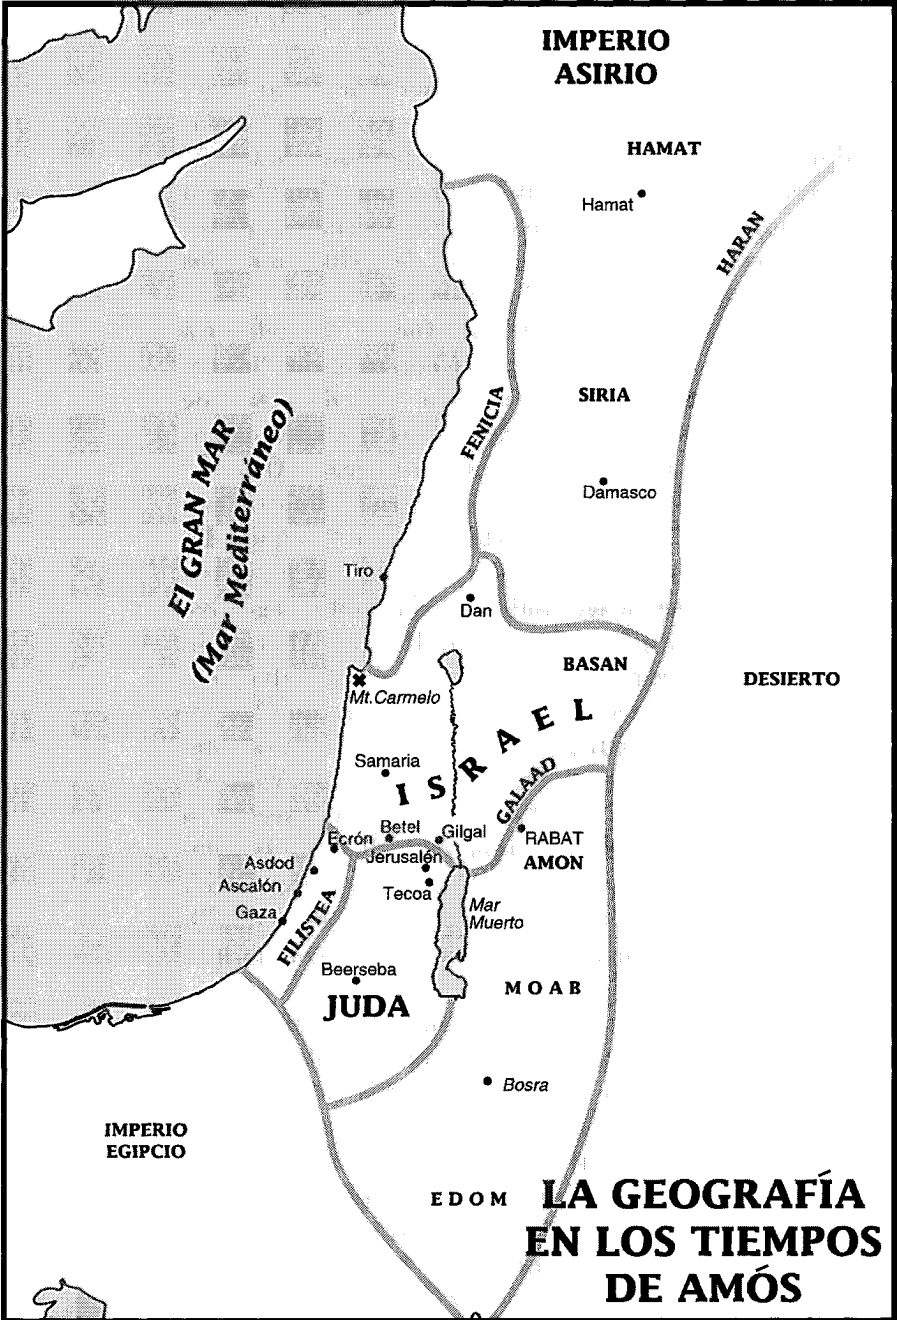 IMPERIO
ASIRIO
HAMAT
Hamat
HARAN
FENICIA
SIRIA
El GRAN MAR
(Mar Mediterráneo)
Damasco
Tiro
Dan
BASAN
DESIERTO
Mt.Carmelo
ISRAEL
Samaria
GALAAD
Betel
Gilgal
Ecrón
RABAT
AMON
Jerusalén
Asdod
Ascalón
Tecoa
Gaza
FILISTEA
Mar
Muerto
Beerseba
MOAB
JUDA
Bosra
IMPERIO
EGIPCIO
EDOM
LA GEOGRAFÍA
EN LOS TIEMPOS
DE AMÓS